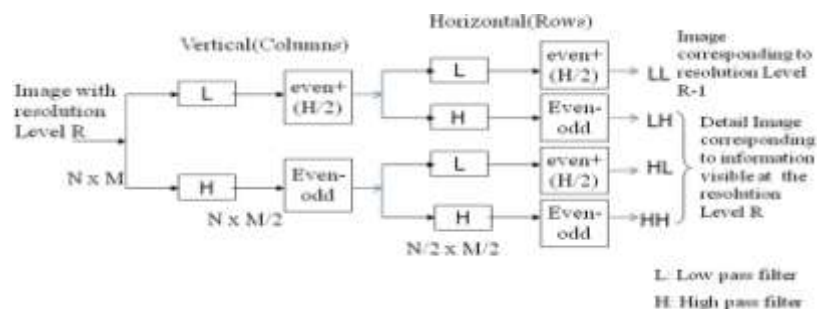 Vertical(Columns)
Horizontal(Rows)
Image with
resolution
Level R
N x M
L
even+
(H/2)
H
Even-
odd
N x M/2
L
even+
(H/2)
LL
H
Even-
odd
LH
L
even+
(H/2)
HL
H
Even-
odd
HH
N/2 x M/2
Image
corresponding to
resolution Level
R-1
Detail Image
corresponding
to information
visible at the
resolution
Level R
L: Low pass filter
H: High pass filter